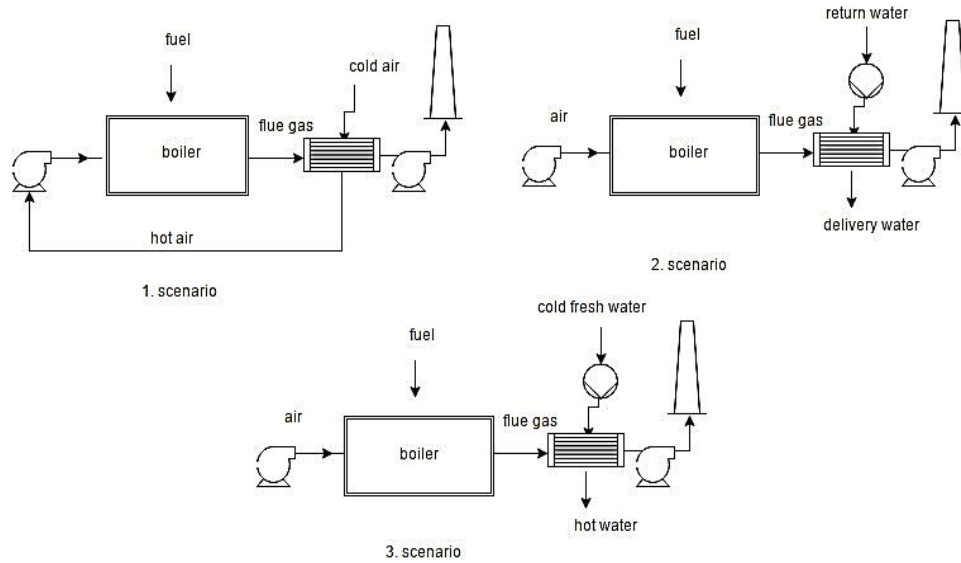 fuel
cold air
flue gas
boiler
hot air
1. scenario
return water
fuel
air
flue gas
boiler
delivery water
2. scenario
cold fresh water
fuel
air
flue gas
boiler
hot water
3. scenario